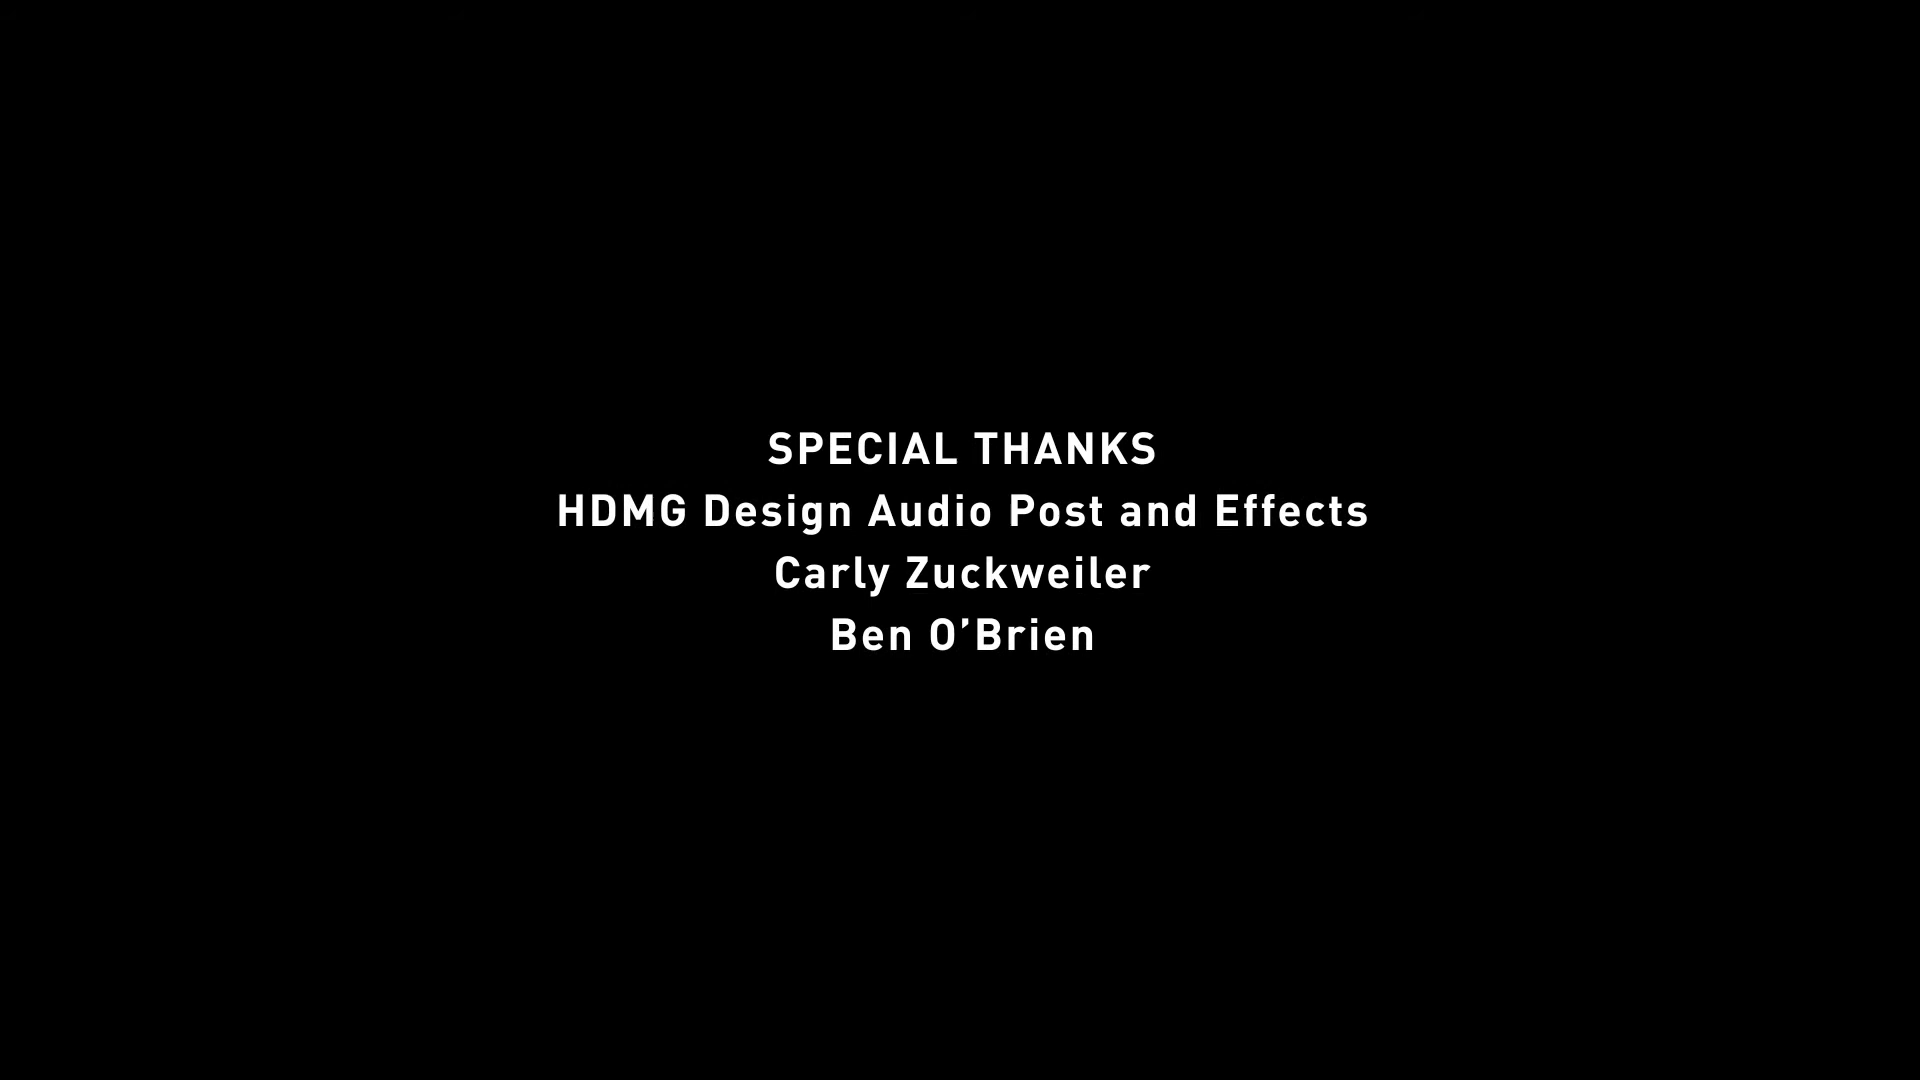 SPECIAL THANKS
HDMG Design Audio Post and Effects
Carly Zuckweiler
Ben O’Brien